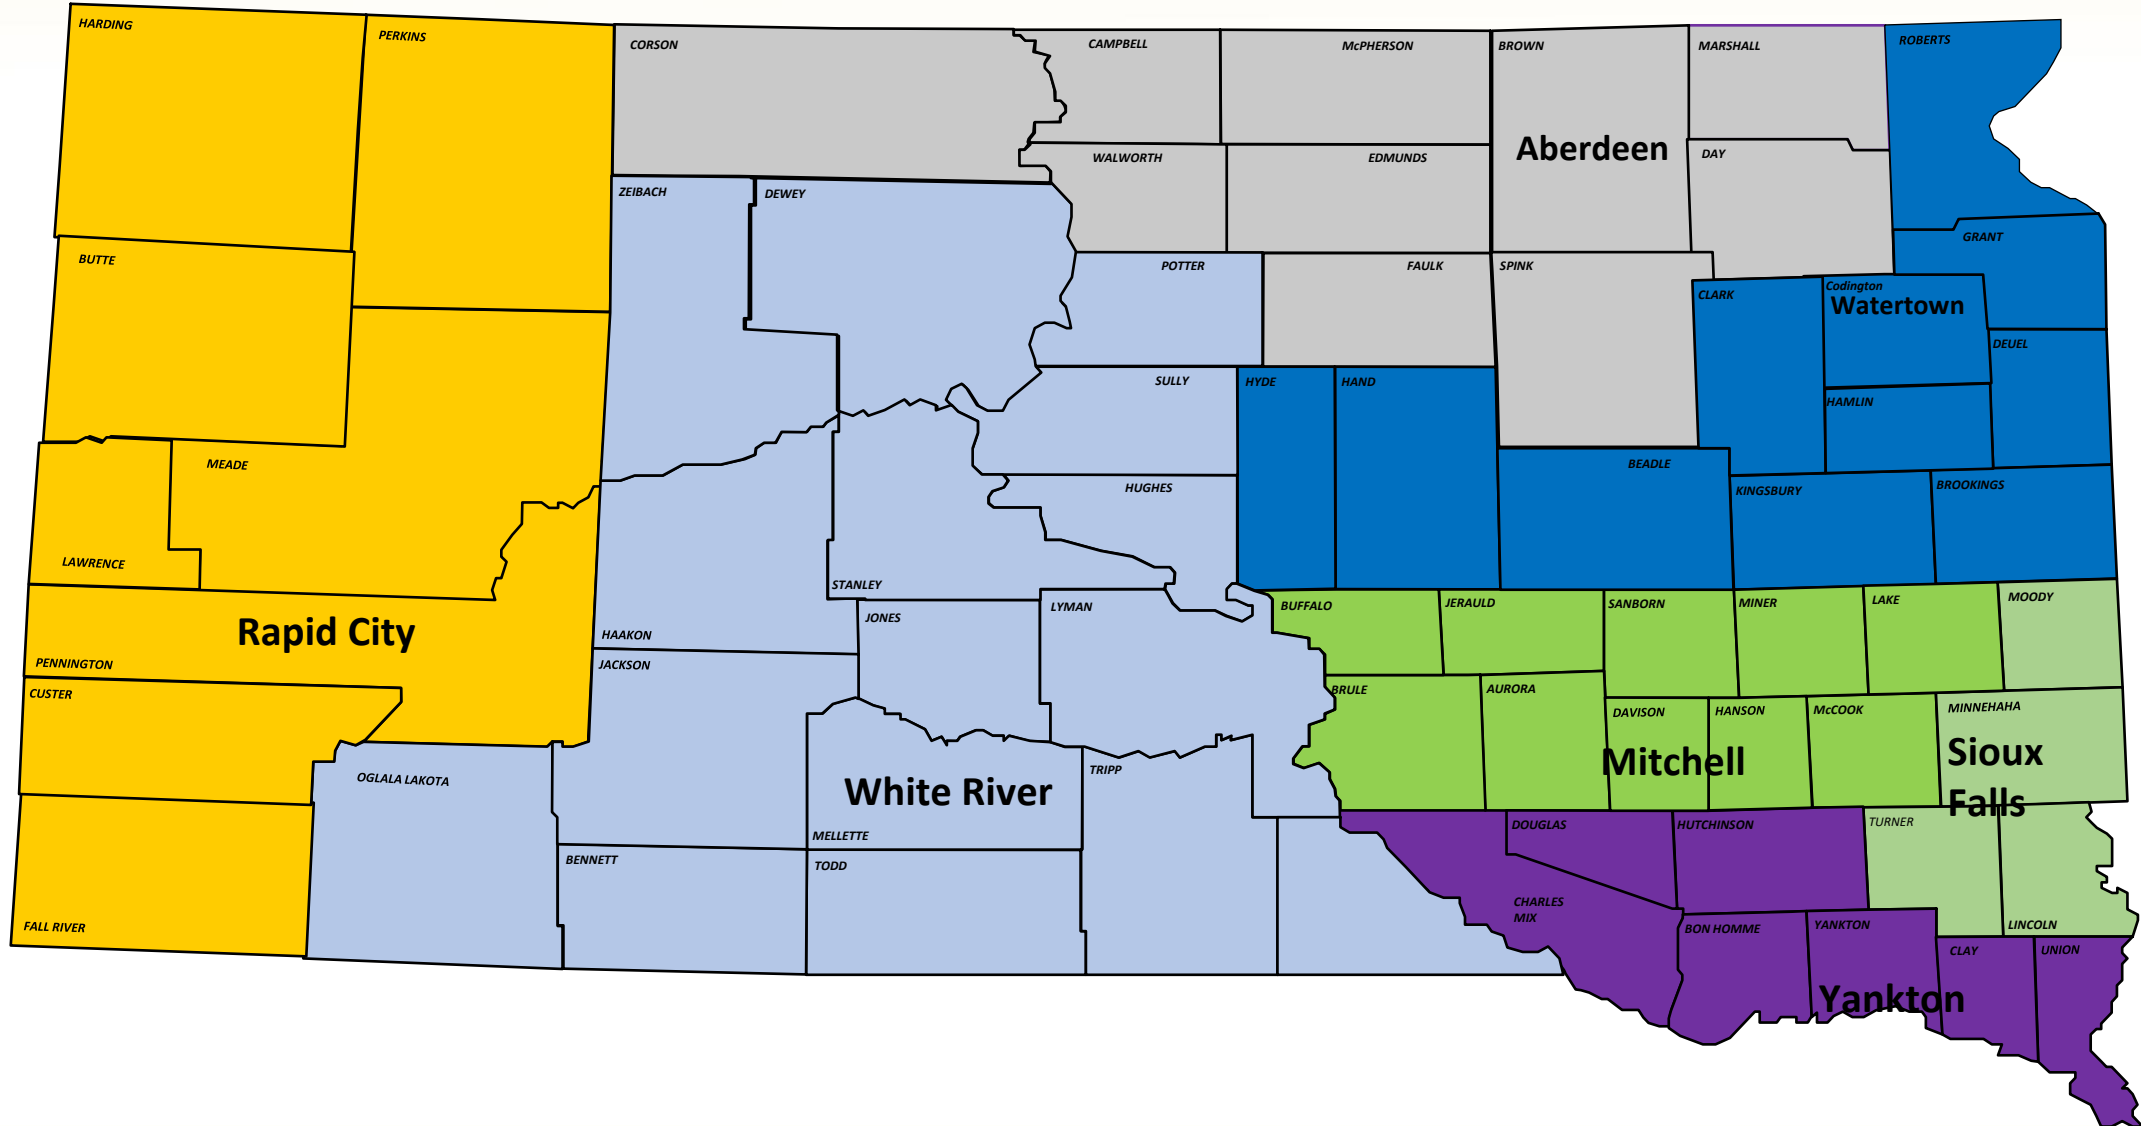 HARDING
PERKINS
CORSON
CAMPBELL
McPHERSON
BROWN
MARSHALL
ROBERTS
Aberdeen
WALWORTH
EDMUNDS
DAY
ZEIBACH
DEWEY
GRANT
BUTTE
POTTER
FAULK
SPINK
CLARK
Codington
Watertown
DEUEL
SULLY
HYDE
HAND
HAMLIN
MEADE
BEADLE
HUGHES
KINGSBURY
BROOKINGS
LAWRENCE
STANLEY
Rapid City
HAAKON
JONES
LYMAN
BUFFALO
JERAULD
SANBORN
MINER
LAKE
MOODY
PENNINGTON
JACKSON
CUSTER
BRULE
AURORA
DAVISON
HANSON
McCOOK
MINNEHAHA
Mitchell
Sioux
Falls
OGLALA LAKOTA
White River
TRIPP
MELLETTE
DOUGLAS
HUTCHINSON
TURNER
BENNETT
TODD
CHARLES
MIX
FALL RIVER
BON HOMME
YANKTON
LINCOLN
CLAY
UNION
Yankton